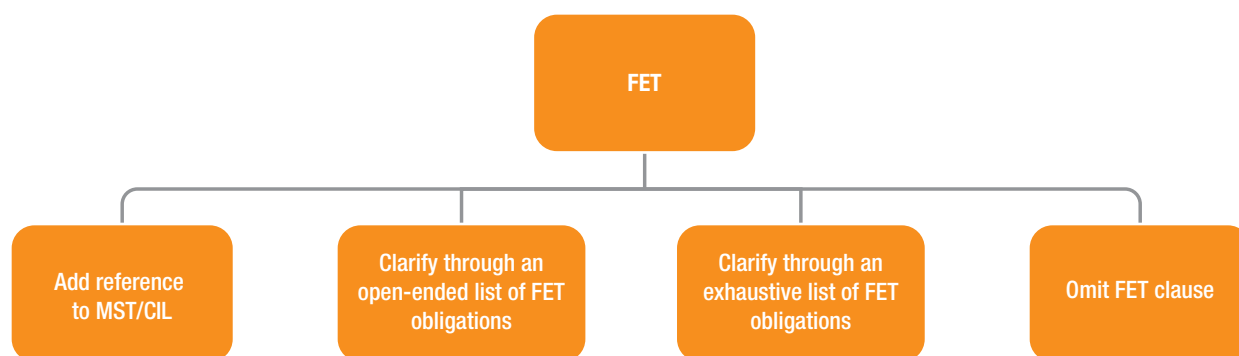 FET
Add reference
to MST/CIL
Clarify through an
open-ended list of FET
obligations
Clarify through an
exhaustive list of FET
obligations
Omit FET clause